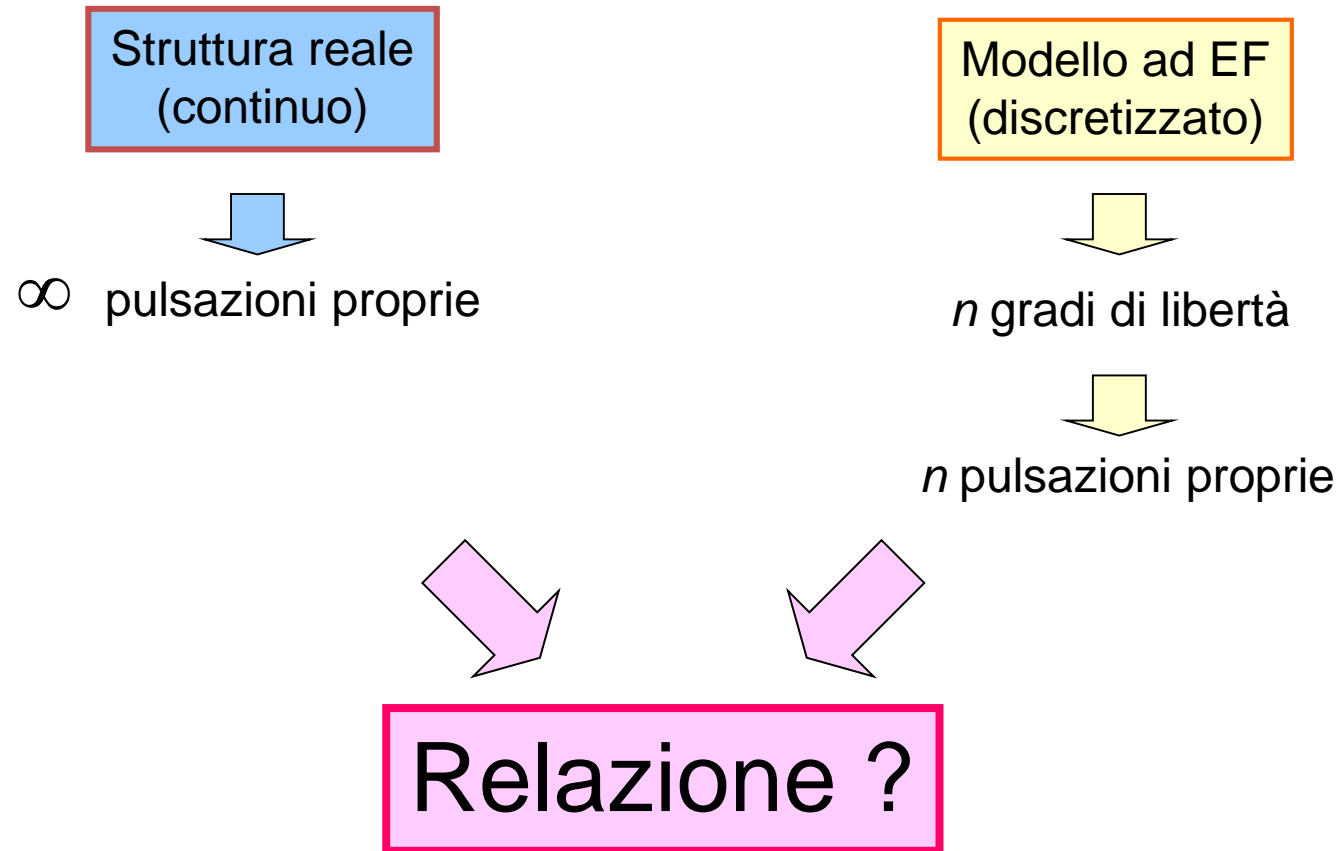 Struttura reale
(continuo)
∞ pulsazioni proprie
Modello ad EF
(discretizzato)
n gradi di libertà
n pulsazioni proprie
Relazione ?